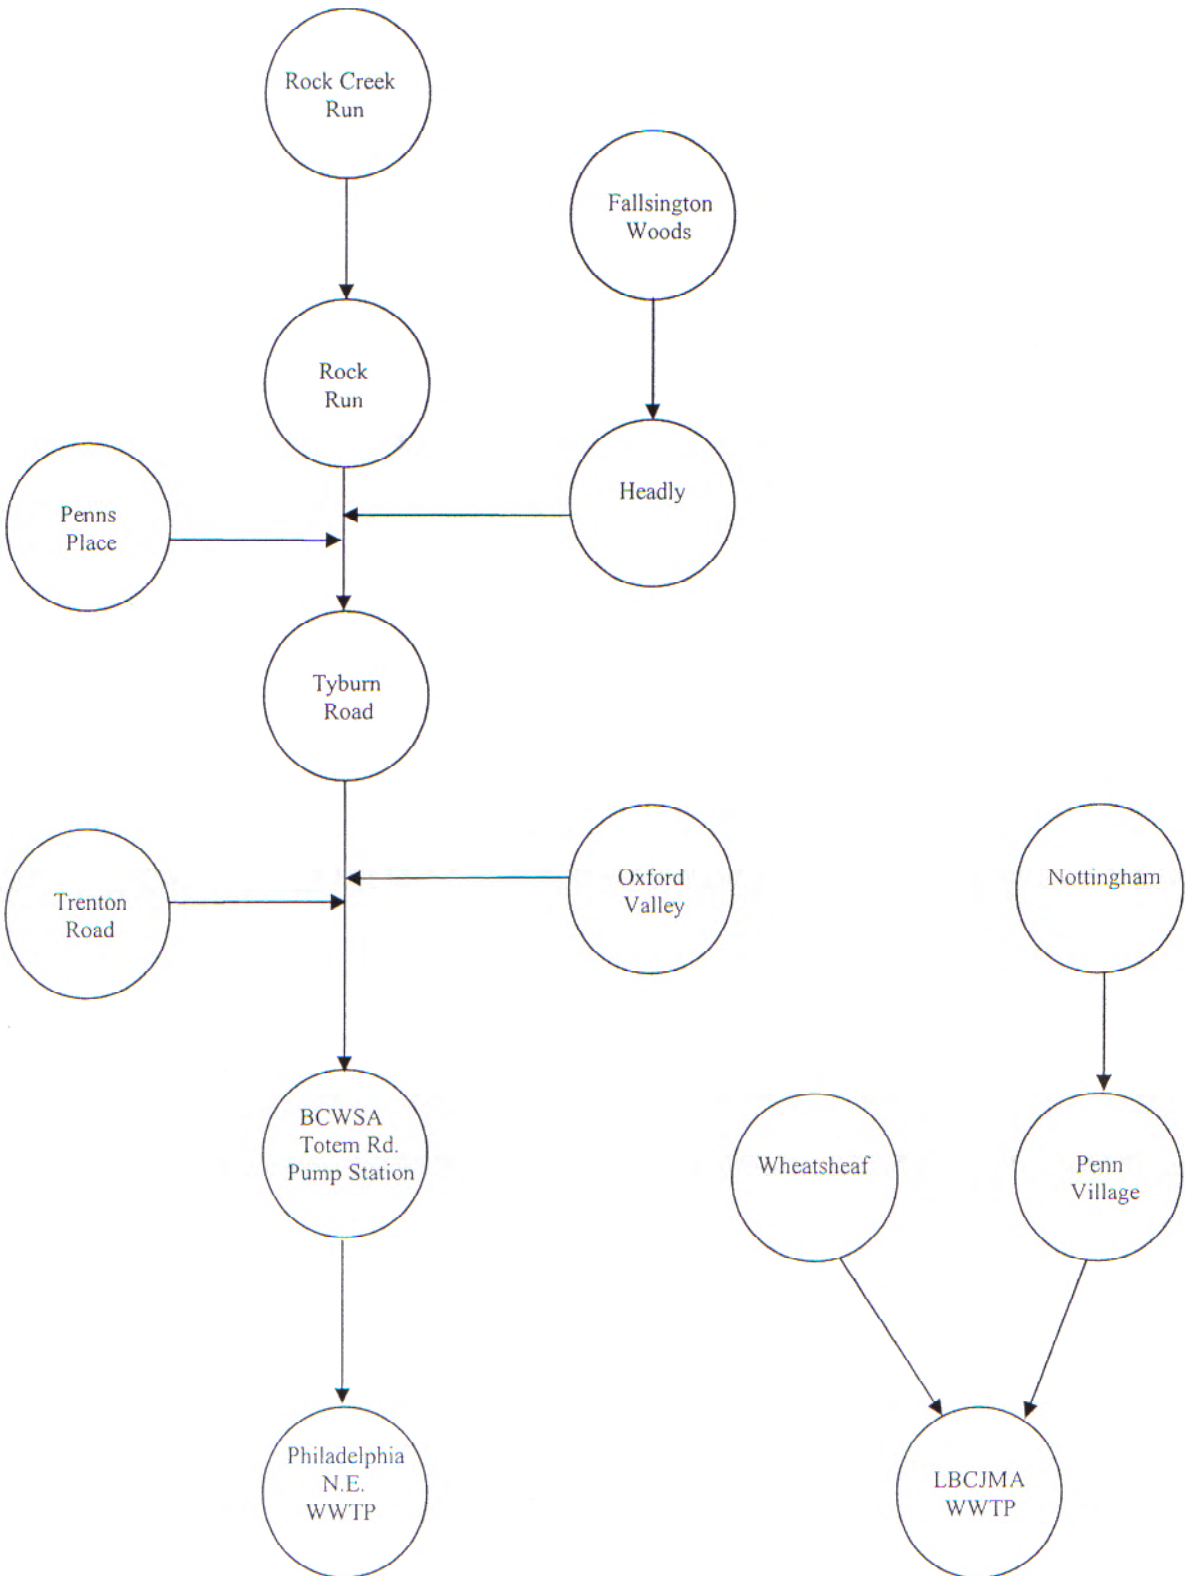 Rock Creek
Run
Fallsington
Woods
Rock
Run
Headly
Penns
Place
Tyburn
Road
Oxford
Valley
Nottingham
Trenton
Road
BCWSA
Totem Rd.
Pump Station
Wheatsheaf
Penn
Village
Philadelphia
N.E.
WWTP
LBCJMA
WWTP